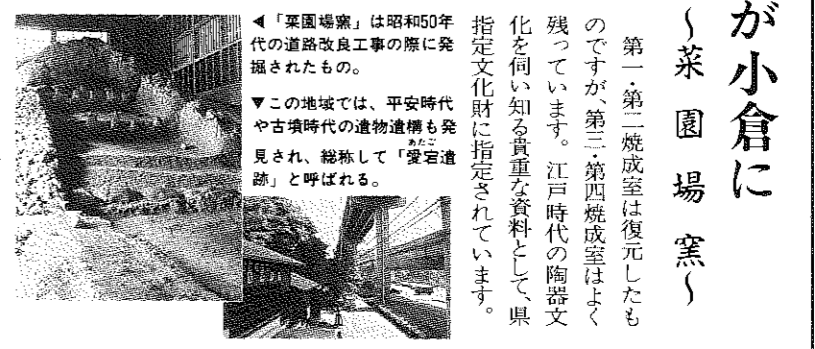 が小倉に
～菜園場窯～
第一・第二焼成室は復元したも
のですが、第三・第四焼成室はよく
残っています。江戸時代の陶器文
化を伺い知る貴重な資料として、県
指定文化財に指定されています。
◀「菜園場窯」は昭和50年
代の道路改良工事の際に発
掘されたもの。
▼この地域では、平安時代
や古墳時代の遺物遺構も発
見され、総称して「愛宕遺
あたご
跡」と呼ばれる。